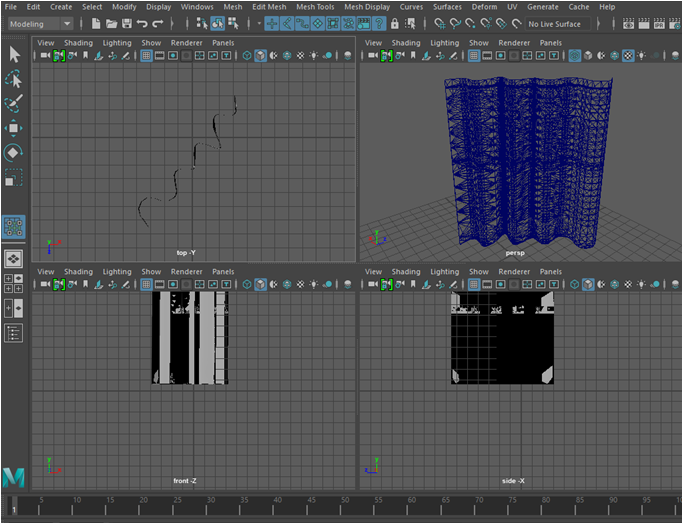 File Edit Create Select Modify Display Windows Mesh Edit Mesh Mesh Tools Mesh Display Curves Surfaces Deform UV Generate Cache Help
Modeling No Live Surface
View Shading Lighting Show Renderer Panels View Shading Lighting Show Renderer Panels
top -Y persp
View Shading Lighting Show Renderer Panels View Shading Lighting Show Renderer Panels
front -Z side -X
5 10 15 20 25 30 35 40 45 50 55 60 65 70 75 80 85 90 95 10
1